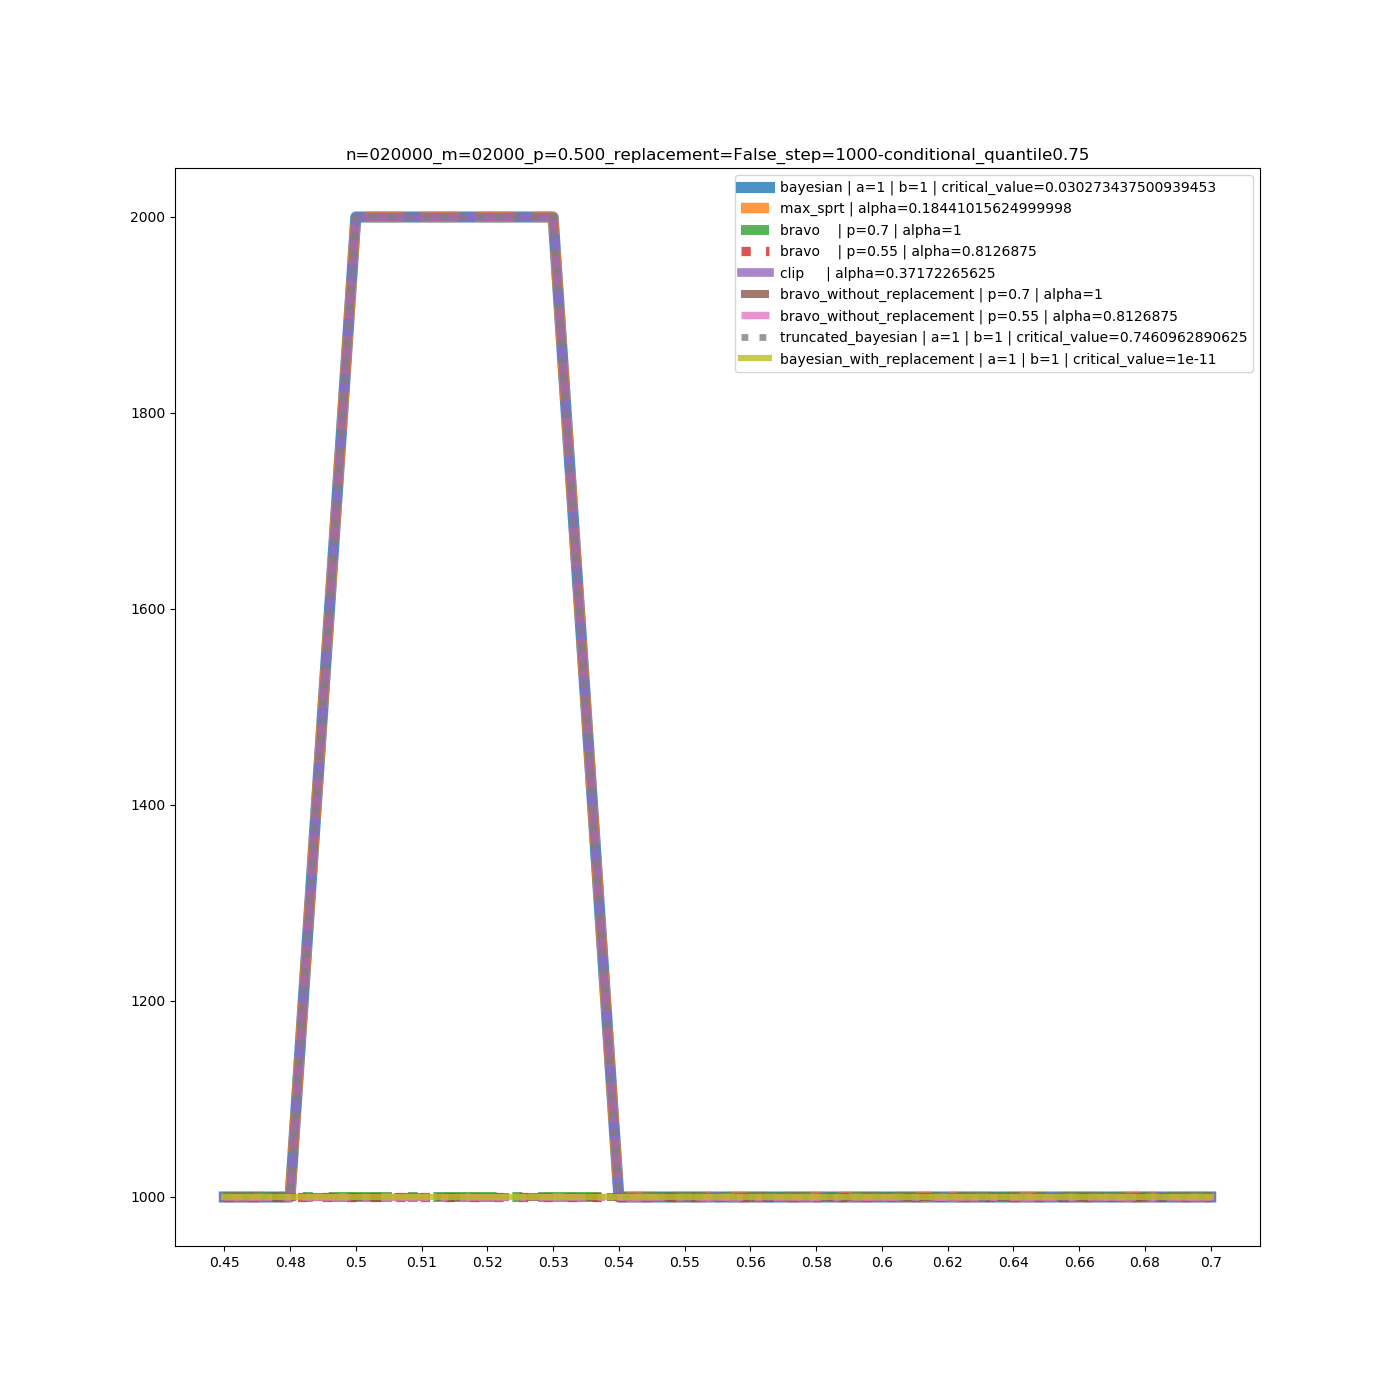 n=020000_m=02000_p=0.500_replacement=False_step=1000-conditional_quantile0.75
bayesian | a=1 | b=1 | critical_value=0.030273437500939453
max_sprt | alpha=0.18441015624999998
bravo    | p=0.7 | alpha=1
bravo    | p=0.55 | alpha=0.8126875
clip     | alpha=0.37172265625
bravo_without_replacement | p=0.7 | alpha=1
bravo_without_replacement | p=0.55 | alpha=0.8126875
truncated_bayesian | a=1 | b=1 | critical_value=0.7460962890625
bayesian_with_replacement | a=1 | b=1 | critical_value=1e-11
2000
1800
1600
1400
1200
1000
0.45 0.48 0.5 0.51 0.52 0.53 0.54 0.55 0.56 0.58 0.6 0.62 0.64 0.66 0.68 0.7